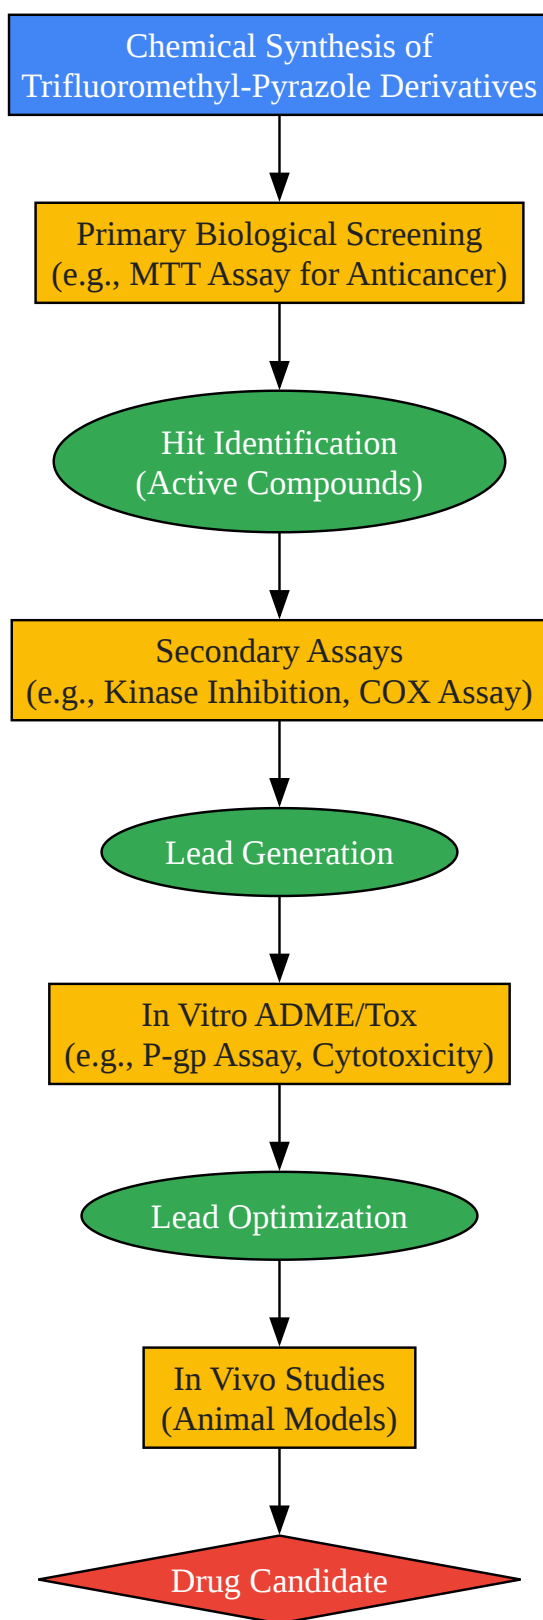 Chemical Synthesis of
Trifluoromethyl-Pyrazole Derivatives
Primary Biological Screening
(e.g., MTT Assay for Anticancer)
Hit Identification
(Active Compounds)
Secondary Assays
(e.g., Kinase Inhibition, COX Assay)
Lead Generation
In Vitro ADME/Tox
(e.g., P-gp Assay, Cytotoxicity)
Lead Optimization
In Vivo Studies
(Animal Models)
Drug Candidate